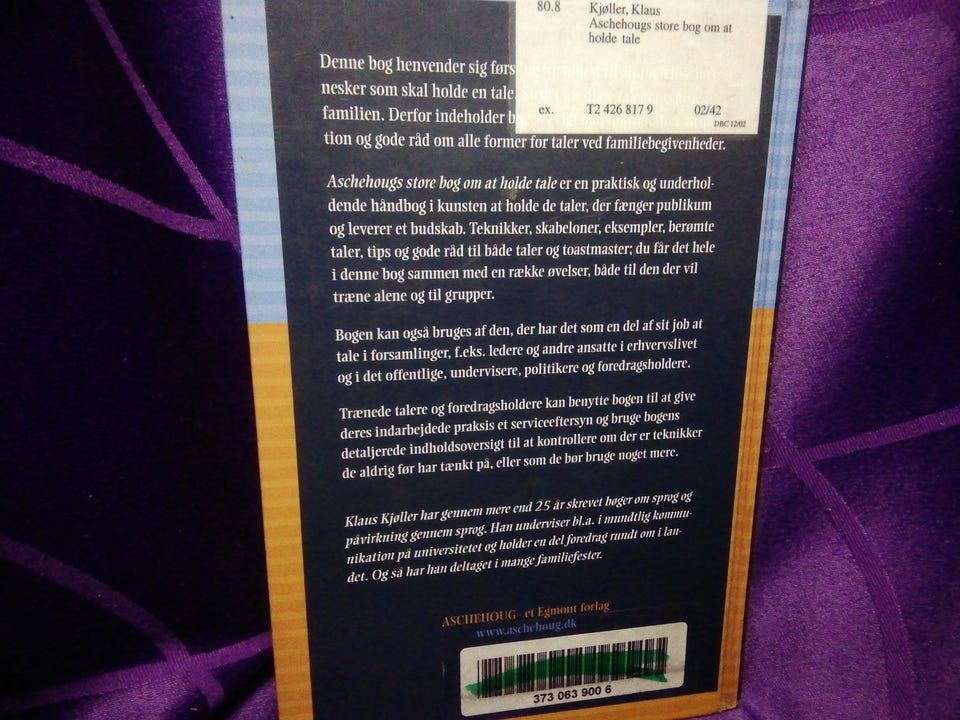 80.8 Kjøller, Klaus
Aschehougs store bog om at
holde tale
ex. T2 426 817 9 02/42
DBC 12/02
Denne bog henvender sig førs
nesker som skal holde en tale.
familien. Derfor indeholder b
tion og gode råd om alle former for taler ved familiebegivenheder.
Aschehougs store bog om at holde tale er en praktisk og underhol-
dende håndbog i kunsten at holde de taler, der fænger publikum
og leverer et budskab. Teknikker, skabeloner, eksempler, berømte
taler, tips og gode råd til både taler og toastmaster; du får det hele
i denne bog sammen med en række øvelser, både til den der vil
træne alene og til grupper.
Bogen kan også bruges af den, der har det som en del af sit job at
tale i forsamlinger, f.eks. ledere og andre ansatte i erhvervslivet
og i det offentlige, undervisere, politikere og foredragsholdere.
Trænede talere og foredragsholdere kan benytte bogen til at give
deres indarbejdede praksis et serviceeftersyn og bruge bogens
detaljerede indholdsoversigt til at kontrollere om der er teknikker
de aldrig før har tænkt på, eller som de bør bruge noget mere.
Klaus Kjøller har gennem mere end 25 år skrevet bøger om sprog og
påvirkning gennem sprog. Han underviser bl.a. i mundtlig kommu-
nikation på universitetet og holder en del foredrag rundt om i lan-
det. Og så har han deltaget i mange familiefester.
ASCHEHOUG - et Egmont forlag
www.aschehoug.dk
373 063 900 6